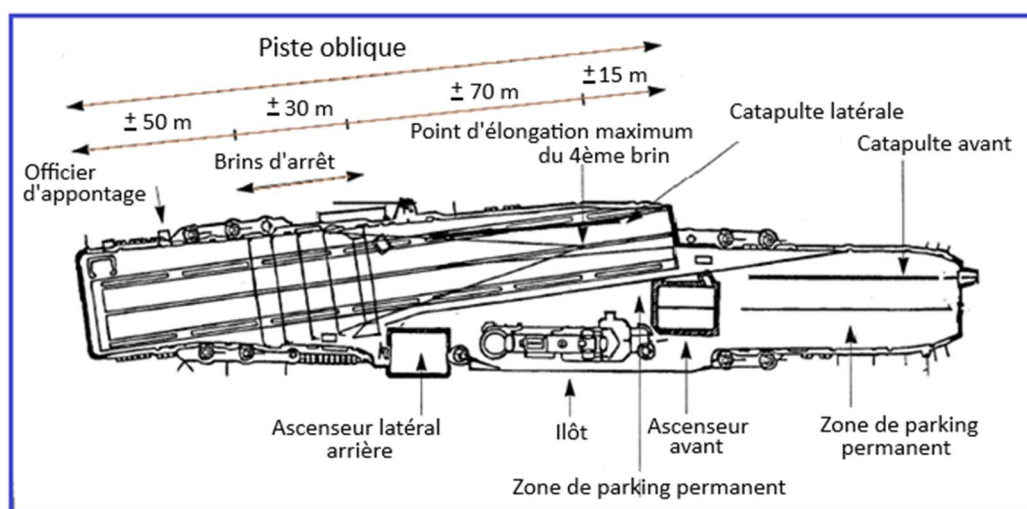 Piste oblique
± 50 m
± 30 m
± 70 m
± 15 m
Officier
d'appontage
Brins d'arrêt
Point d'élongation maximum
du 4ème brin
Catapulte latérale
Catapulte avant
Ascenseur latéral
arrière
Ilôt
Ascenseur
avant
Zone de parking
permanent
Zone de parking permanent